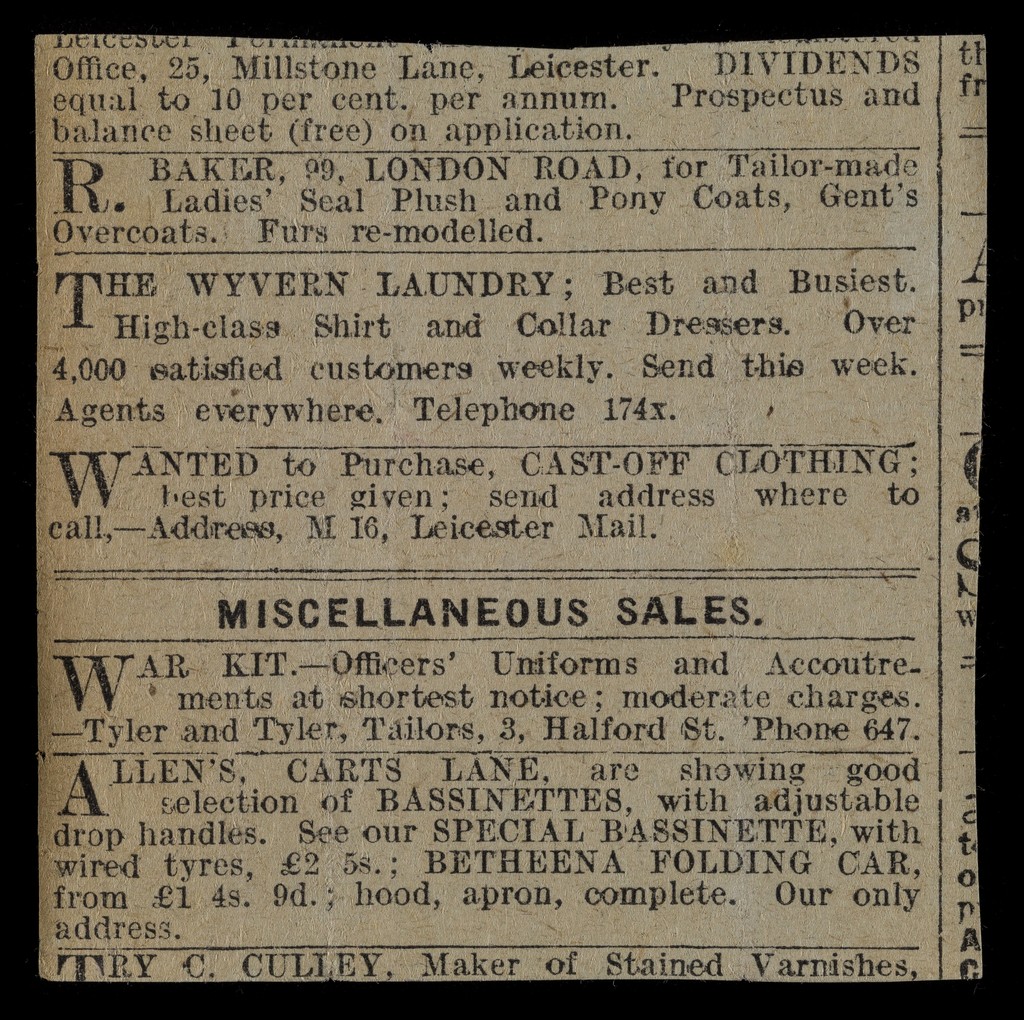 Leicester Permanent
Office, 25, Millstone Lane, Leicester. DIVIDENDS
equal to 10 per cent. per annum. Prospectus and
balance sheet (free) on application.
R. BAKER, 99, LONDON ROAD, for Tailor-made
Ladies' Seal Plush and Pony Coats, Gent's
Overcoats. Furs re-modelled.
THE WYVERN LAUNDRY; Best and Busiest.
High-class Shirt and Collar Dressers. Over
4,000 satisfied customers weekly. Send this week.
Agents everywhere. Telephone 174x.
WANTED to Purchase, CAST-OFF CLOTHING;
best price given; send address where to
call,—Address, M 16, Leicester Mail.
MISCELLANEOUS SALES.
WAR KIT.—Officers' Uniforms and Accoutre-
ments at shortest notice; moderate charges.
—Tyler and Tyler, Tailors, 3, Halford St. 'Phone 647.
ALLEN'S, CARTS LANE, are showing good
selection of BASSINETTES, with adjustable
drop handles. See our SPECIAL BASSINETTE, with
wired tyres, £2 5s.; BETHEENA FOLDING CAR,
from £1 4s. 9d.; hood, apron, complete. Our only
address.
TRY C. CULLEY, Maker of Stained Varnishes,